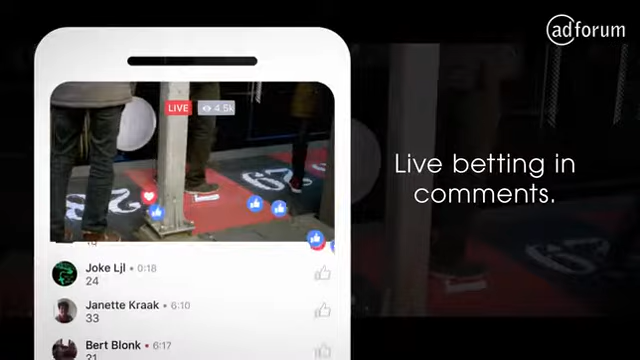 adforum
LIVE 4.5k
29
Live betting in
comments.
Joke Ljl • 0:18
24
Janette Kraak • 6:10
33
Bert Blonk • 6:17
21